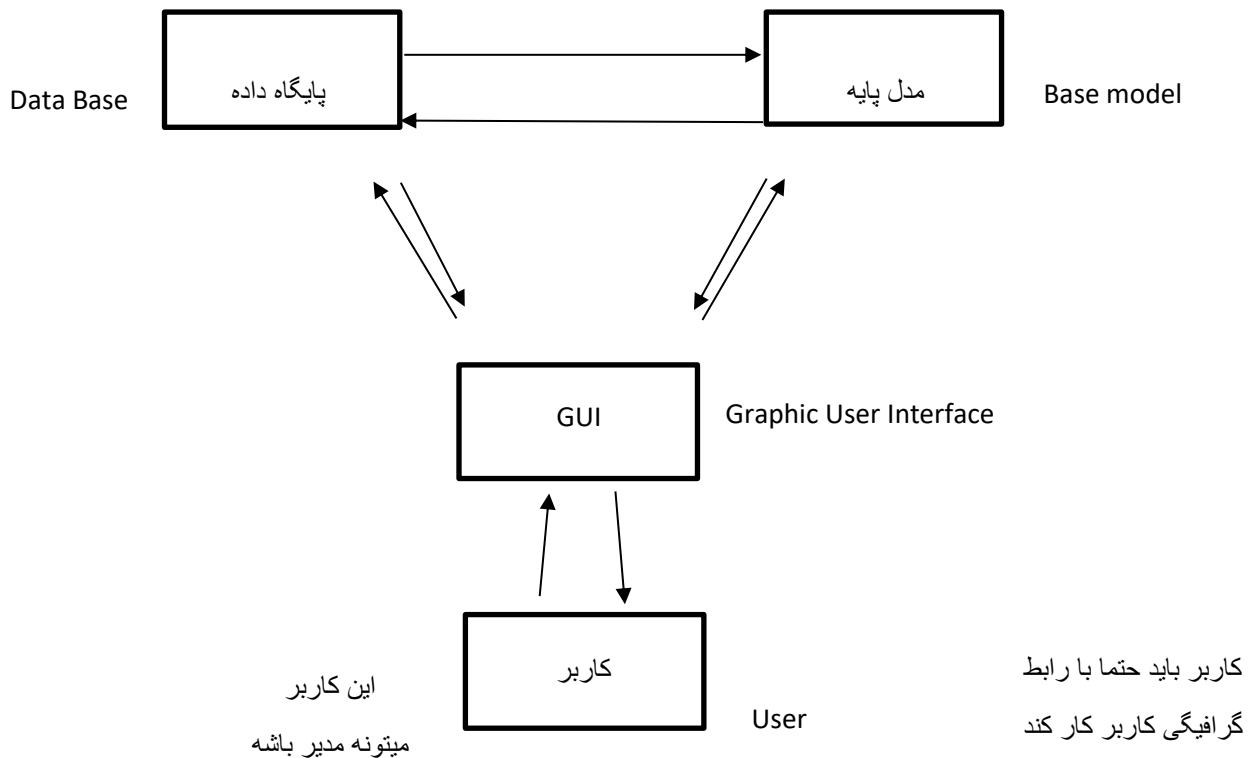 Data Base
پایگاه داده
مدل پایه
Base model
GUI
Graphic User Interface
کاربر
User
این کاربر
میتونه مدیر باشه
کاربر باید حتما با رابط
گرافیگی کاربر کار کند